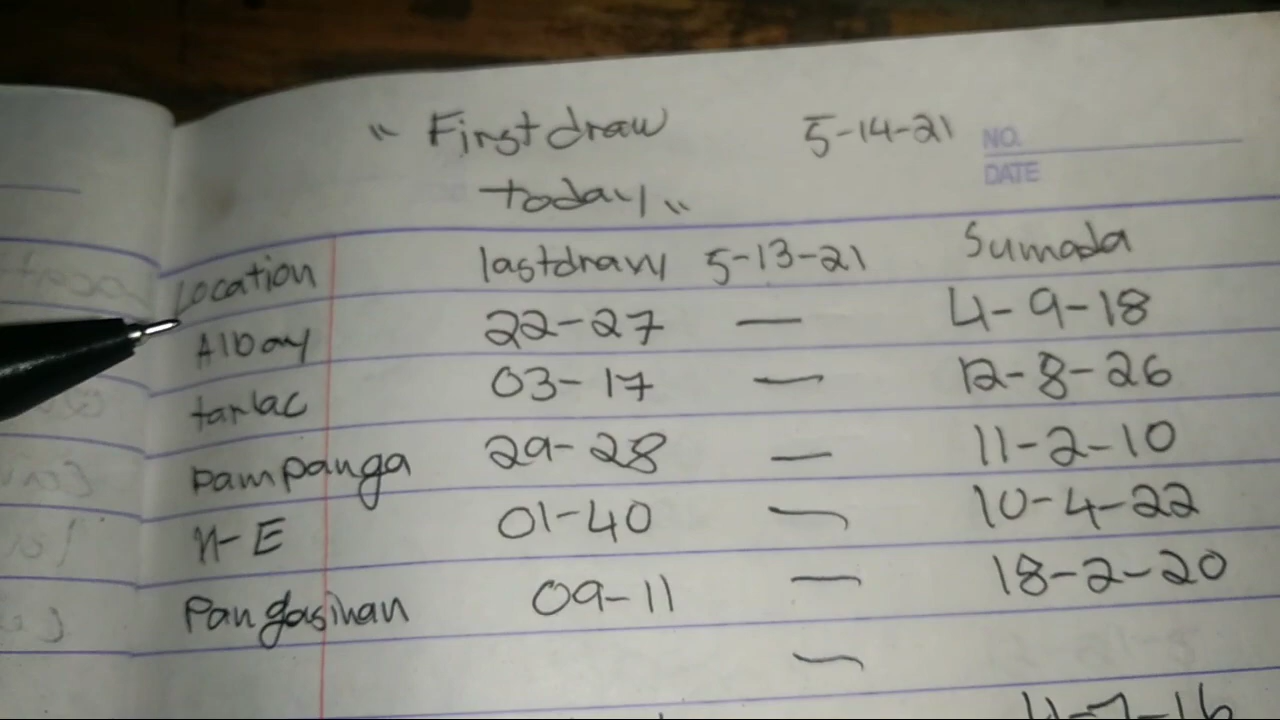 "First draw 5-14-21 NO.
today" DATE
Location lastdraw 5-13-21 Sumada
Albay 22-27 — 4-9-18
tarlac 03-17 — 12-8-26
pampanga 29-28 — 11-2-10
N-E 01-40 — 10-4-22
Pangasinan 09-11 — 18-2-20
—